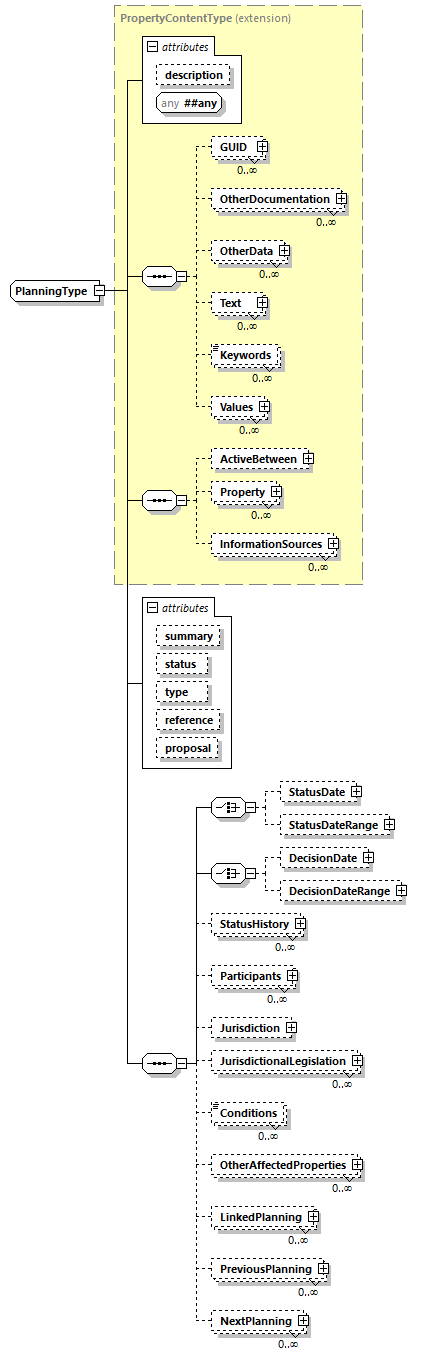 PropertyContentType (extension)
attributes
description
any ##any
GUID
0..∞
OtherDocumentation
0..∞
OtherData
0..∞
PlanningType
Text
0..∞
Keywords
0..∞
Values
0..∞
ActiveBetween
Property
0..∞
InformationSources
0..∞
attributes
summary
status
type
reference
proposal
StatusDate
StatusDateRange
DecisionDate
DecisionDateRange
StatusHistory
0..∞
Participants
0..∞
Jurisdiction
JurisdictionalLegislation
0..∞
Conditions
0..∞
OtherAffectedProperties
0..∞
LinkedPlanning
0..∞
PreviousPlanning
0..∞
NextPlanning
0..∞